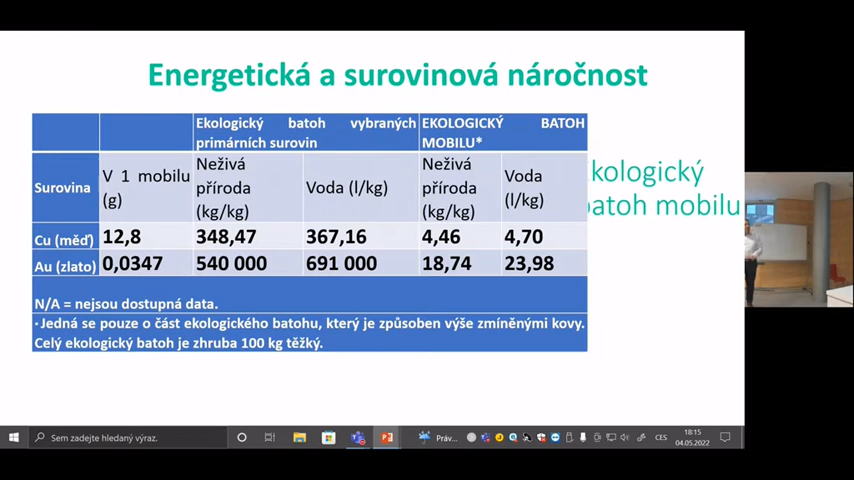 Energetická a surovinová náročnost
Ekologický batoh vybraných
primárních surovin
EKOLOGICKÝ BATOH
MOBILU*
Surovina
V 1 mobilu
(g)
Neživá
příroda
(kg/kg)
Voda (l/kg)
Neživá
příroda
(kg/kg)
Voda
(l/kg)
Cu (měď) 12,8 348,47 367,16 4,46 4,70
Au (zlato) 0,0347 540 000 691 000 18,74 23,98
N/A = nejsou dostupná data.
·Jedná se pouze o část ekologického batohu, který je způsoben výše zmíněnými kovy.
Celý ekologický batoh je zhruba 100 kg těžký.
kologický
batoh mobilu
Sem zadejte hledaný výraz.
Práv...
CES
18:15
04.05.2022